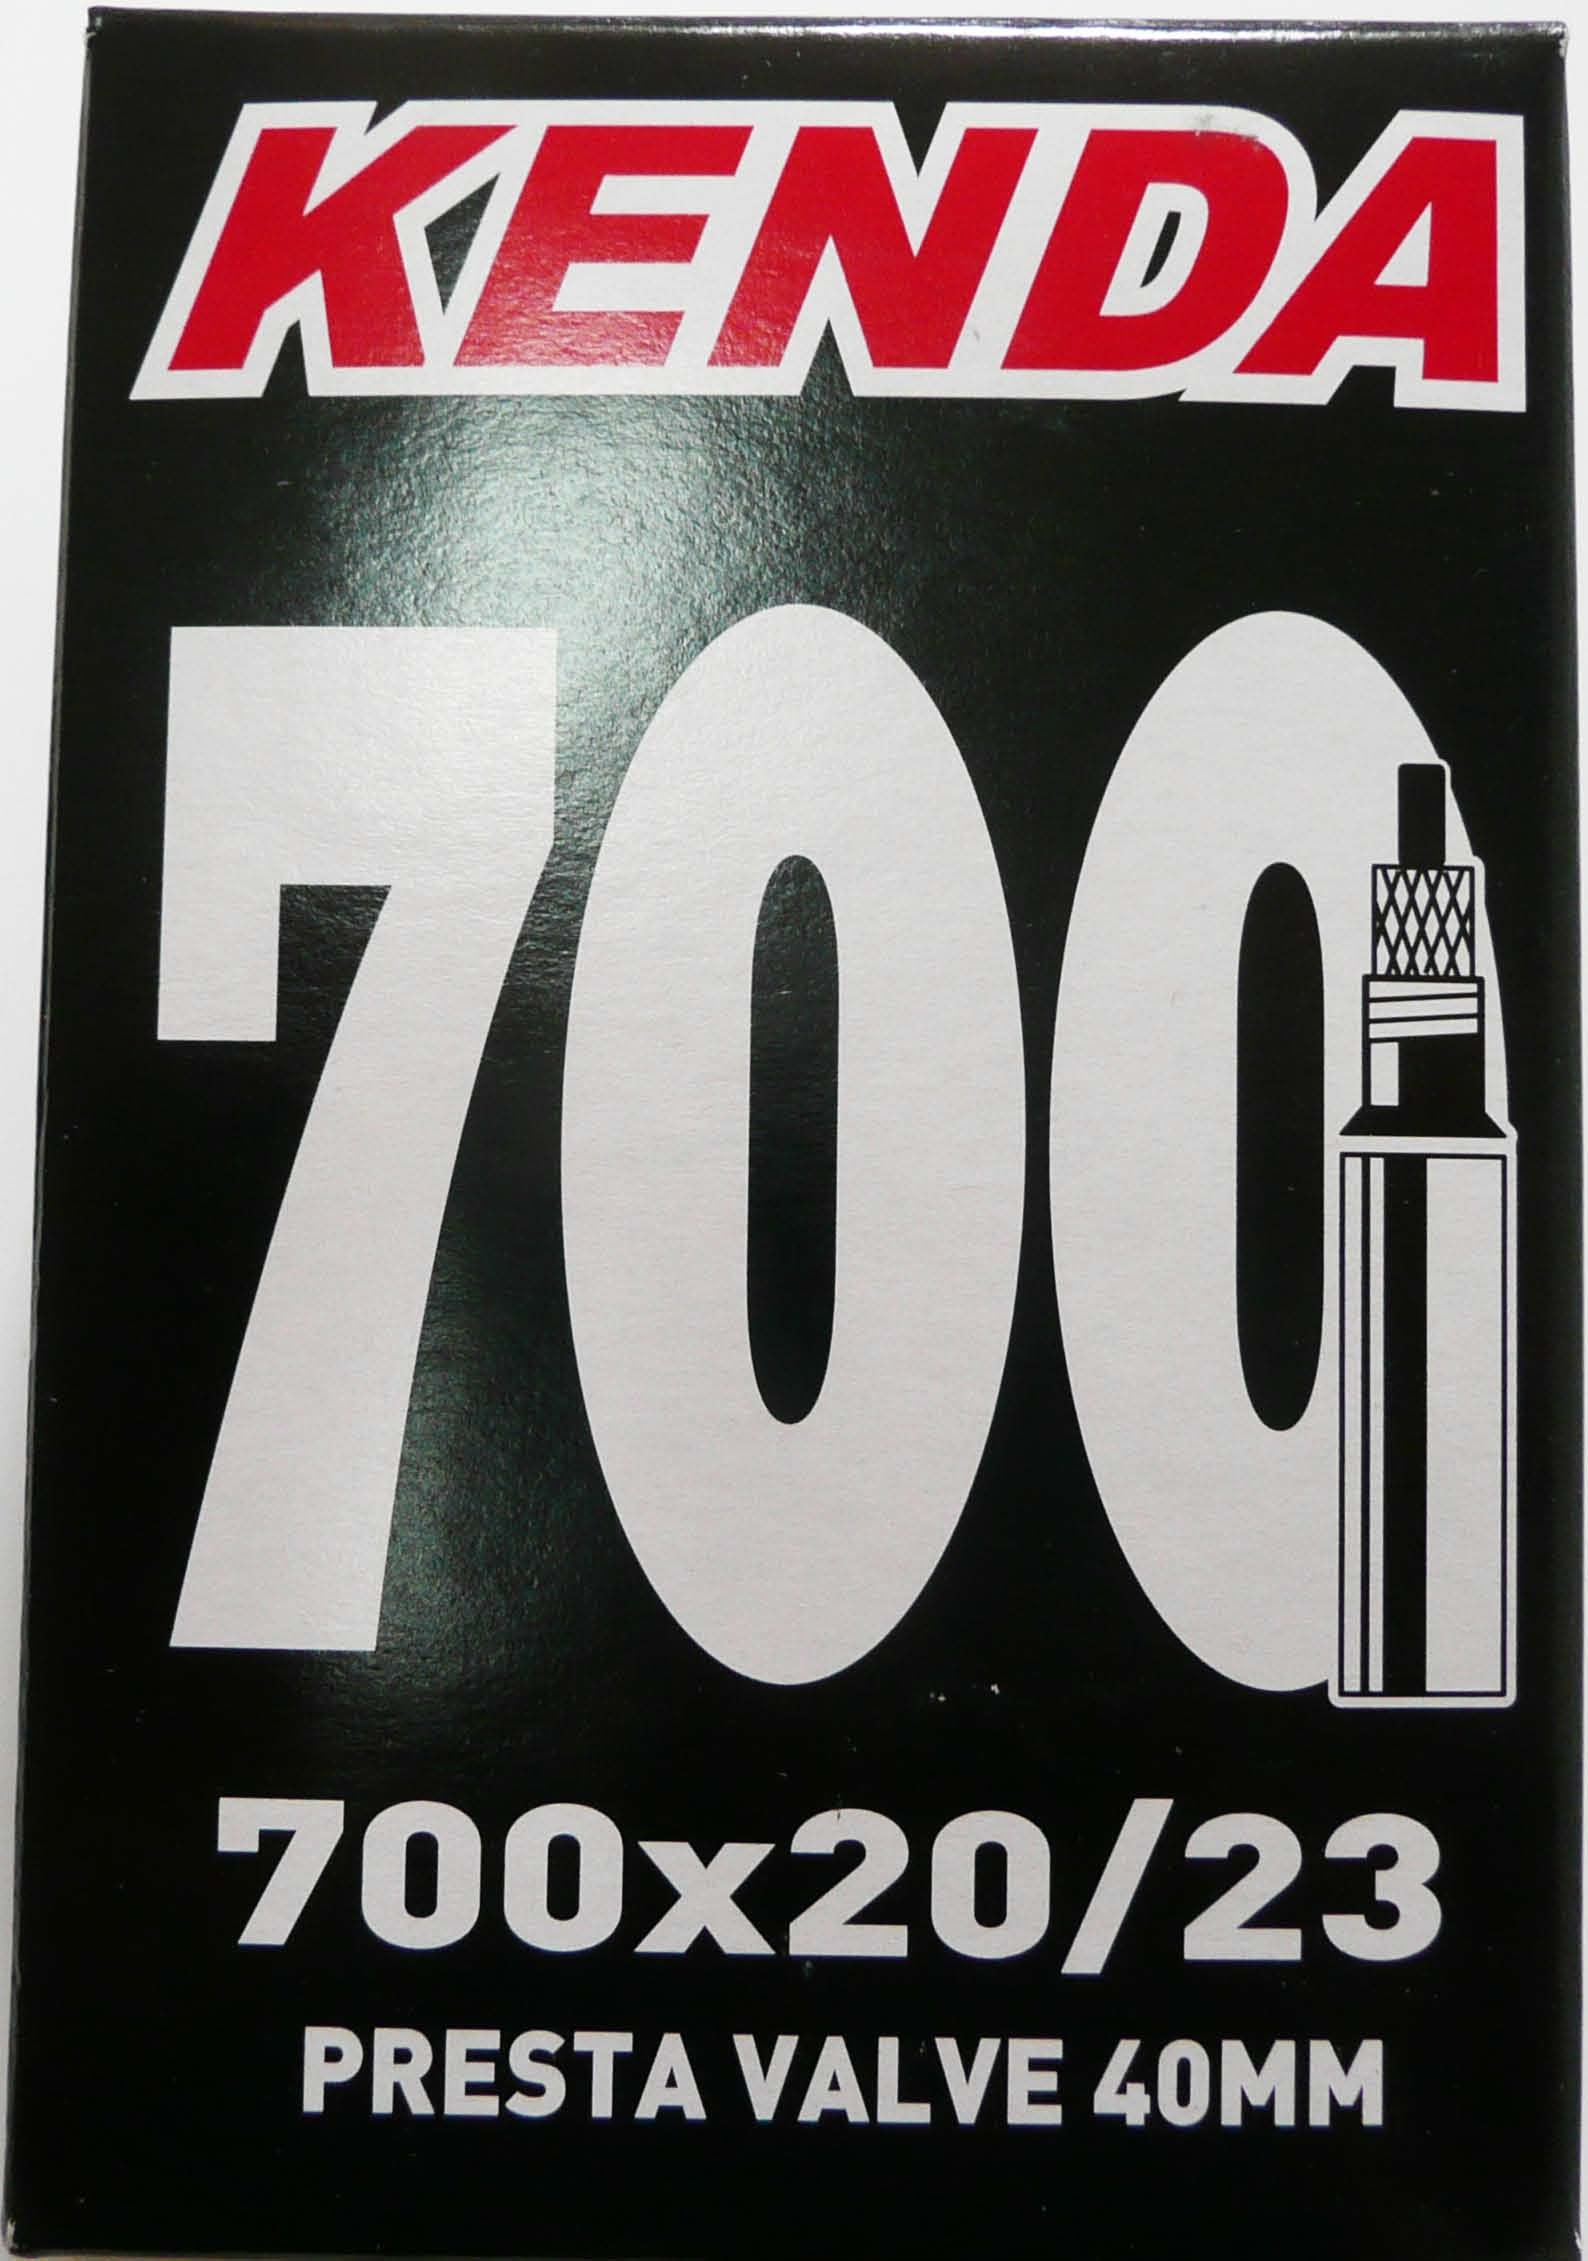 KENDA
700
700x20/23
PRESTA VALVE 40MM